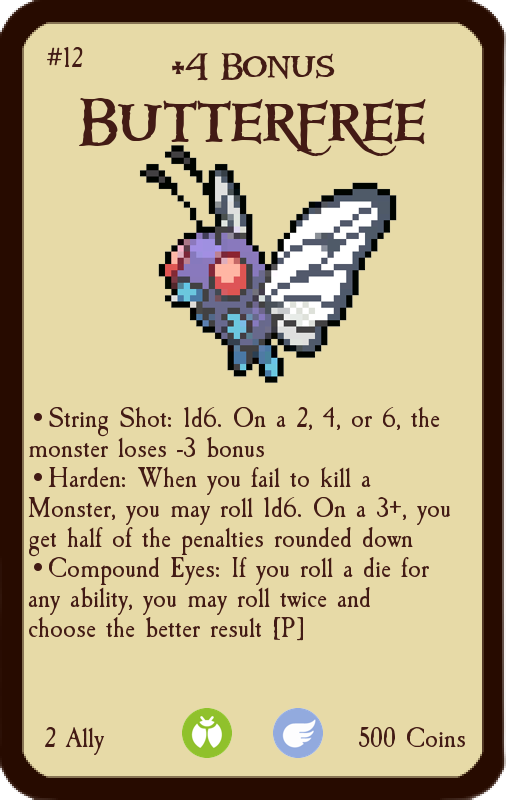 #12
+4 Bonus
Butterfree
•String Shot: 1d6. On a 2, 4, or 6, the
monster loses -3 bonus
•Harden: When you fail to kill a
Monster, you may roll 1d6. On a 3+, you
get half of the penalties rounded down
•Compound Eyes: If you roll a die for
any ability, you may roll twice and
choose the better result [P]
2 Ally
500 Coins